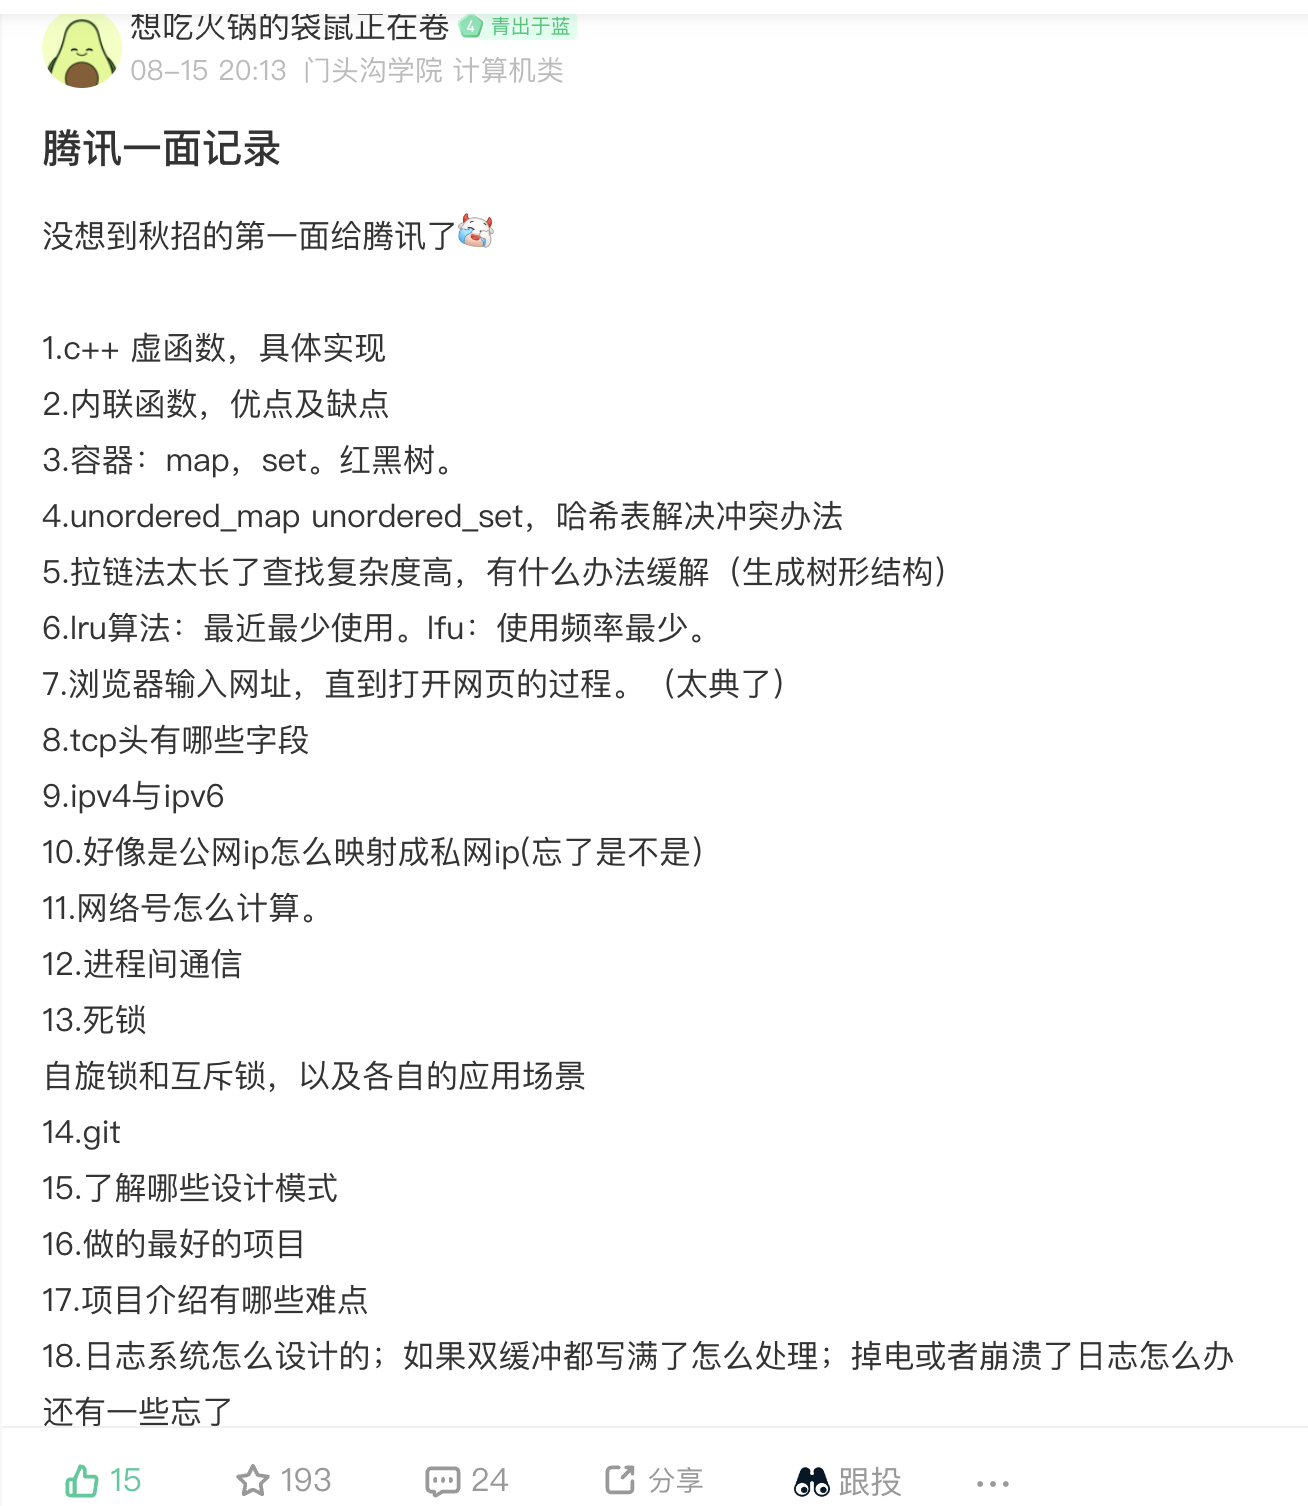 想吃火锅的袋鼠正在卷 4 青出于蓝
08-15 20:13 门头沟学院 计算机类
腾讯一面记录
没想到秋招的第一面给腾讯了
1.c++ 虚函数，具体实现
2.内联函数，优点及缺点
3.容器：map，set。红黑树。
4.unordered_map unordered_set，哈希表解决冲突办法
5.拉链法太长了查找复杂度高，有什么办法缓解（生成树形结构）
6.lru算法：最近最少使用。lfu：使用频率最少。
7.浏览器输入网址，直到打开网页的过程。（太典了）
8.tcp头有哪些字段
9.ipv4与ipv6
10.好像是公网ip怎么映射成私网ip(忘了是不是)
11.网络号怎么计算。
12.进程间通信
13.死锁
自旋锁和互斥锁，以及各自的应用场景
14.git
15.了解哪些设计模式
16.做的最好的项目
17.项目介绍有哪些难点
18.日志系统怎么设计的；如果双缓冲都写满了怎么处理；掉电或者崩溃了日志怎么办
还有一些忘了
15 193 24 分享 跟投 ...